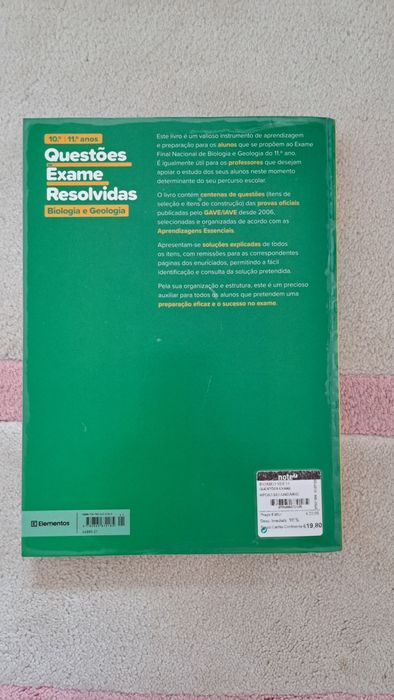 10.º | 11.º anos
Questões
Exame
Resolvidas
Biologia e Geologia
Este livro é um valioso instrumento de aprendizagem
e preparação para os alunos que se propõem ao Exame
Final Nacional de Biologia e Geologia do 11.º ano.
É igualmente útil para os professores que desejam
apoiar o estudo dos seus alunos neste momento
determinante do seu percurso escolar.
O livro contém centenas de questões (itens de
seleção e itens de construção) das provas oficiais
publicadas pelo GAVE/IAVE desde 2006,
selecionadas e organizadas de acordo com as
Aprendizagens Essenciais.
Apresentam-se soluções explicadas de todos
os itens, com remissões para as correspondentes
páginas dos enunciados, permitindo a fácil
identificação e consulta da solução pretendida.
Pela sua organização e estrutura, este é um precioso
auxiliar para todos os alunos que pretendem uma
preparação eficaz e o sucesso no exame.
note!
QUESTÕES EXAME
10%
€19,80
Elementos